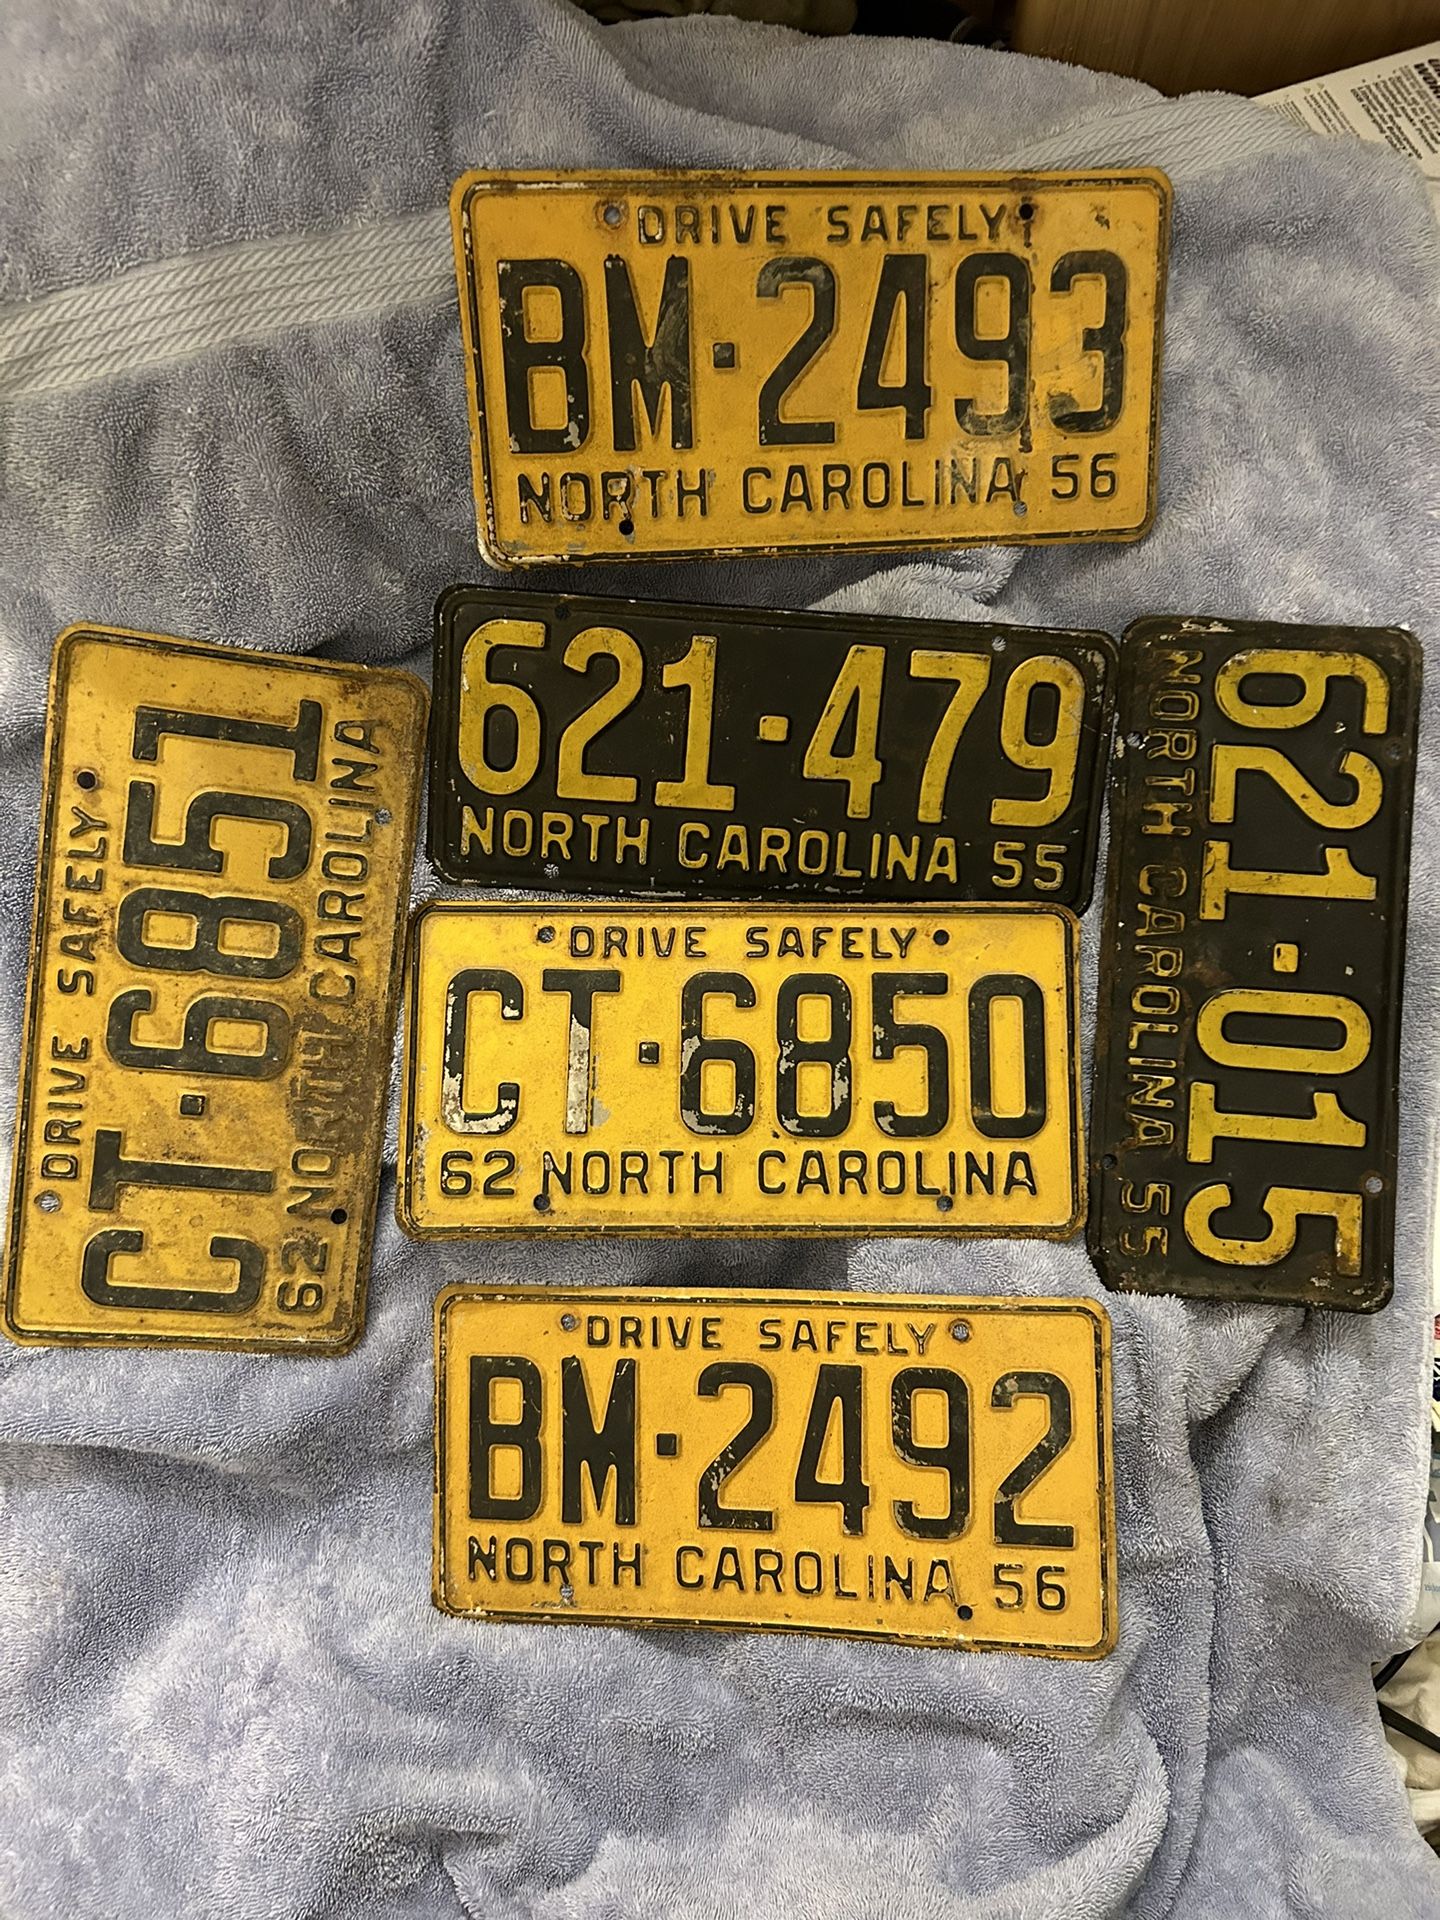 DRIVE SAFELY
BM-2493
NORTH CAROLINA 56
621-479
NORTH CAROLINA 55
621-015
NORTH CAROLINA 55
DRIVE SAFELY
CT-6851
62 NORTH CAROLINA
DRIVE SAFELY
CT-6850
62 NORTH CAROLINA
DRIVE SAFELY
BM-2492
NORTH CAROLINA 56